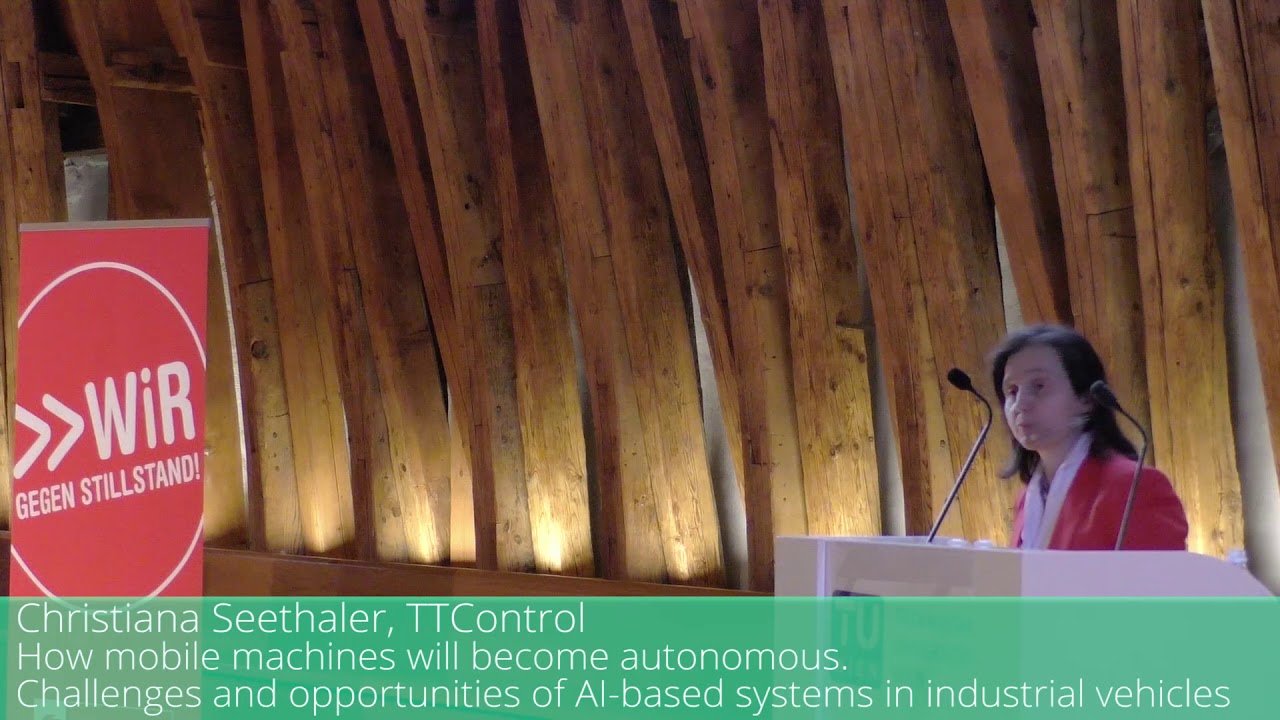 >>WiR
GEGEN STILLSTAND!
TU
Christiana Seethaler, TTControl
How mobile machines will become autonomous.
Challenges and opportunities of AI-based systems in industrial vehicles